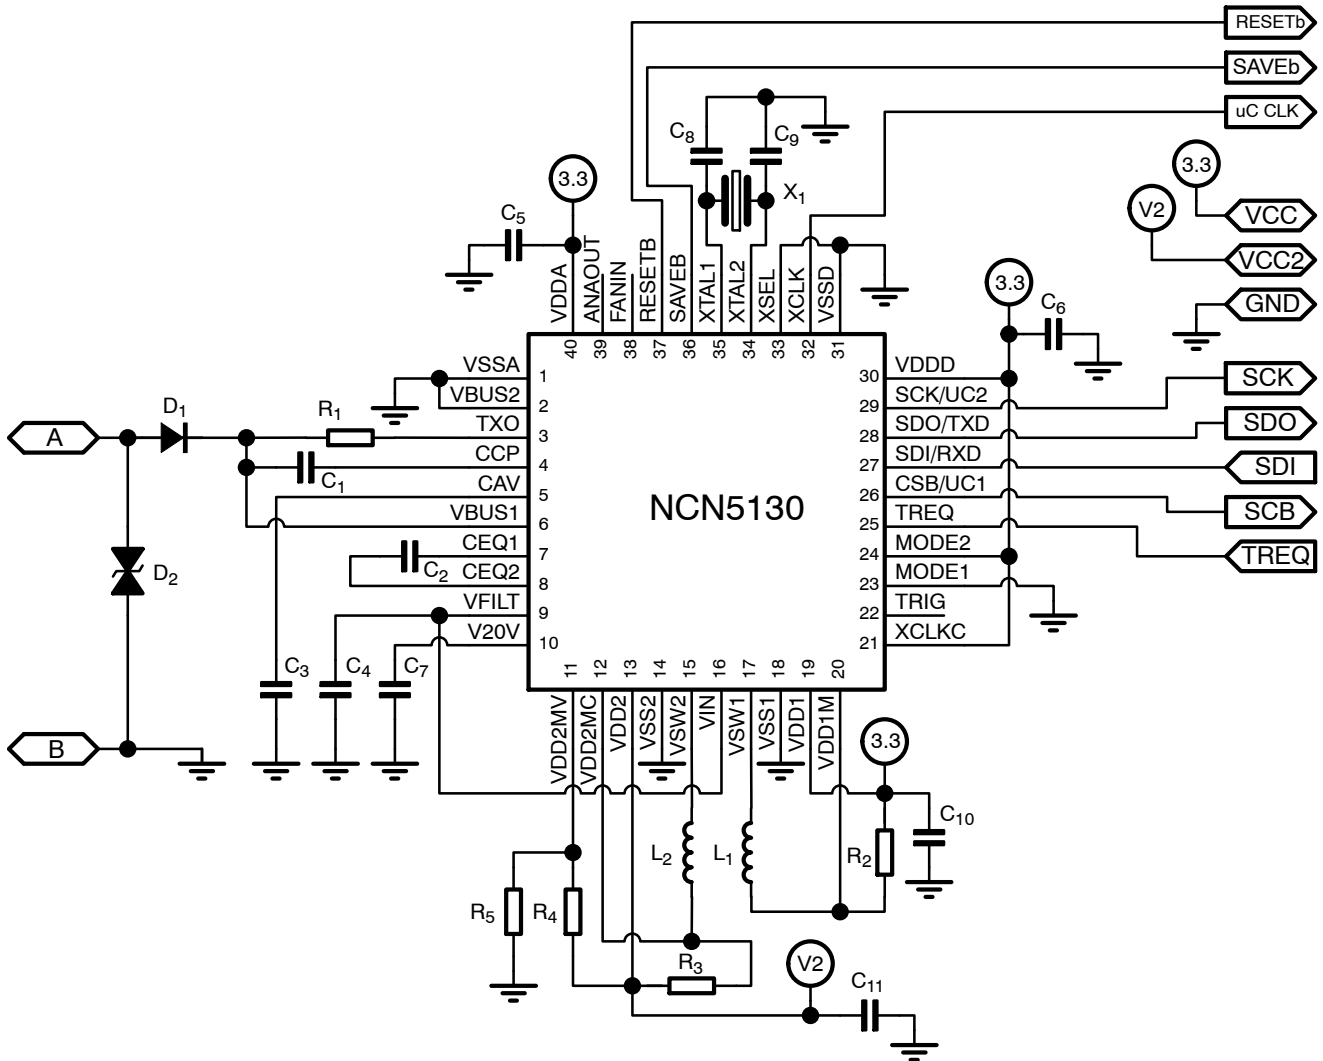 RESETb
SAVEb
uC CLK
C8
C9
3.3
X1
3.3
V2
VCC
C5
VCC2
3.3
GND
C6
VDDA
ANAOUT
FANIN
RESETB
SAVEB
XTAL1
XTAL2
XSEL
XCLK
VSSD
40
39
38
37
36
35
34
33
32
31
VSSA
1
30
VDDD
SCK
VBUS2
2
29
SCK/UC2
A
D1
R1
TXO
3
28
SDO/TXD
SDO
C1
CCP
4
27
SDI/RXD
SDI
CAV
5
NCN5130
26
CSB/UC1
SCB
VBUS1
6
25
TREQ
TREQ
C2
CEQ1
7
24
MODE2
D2
CEQ2
8
23
MODE1
VFILT
9
22
TRIG
V20V
10
21
XCLKC
C3
C4
C7
11
12
13
14
15
16
17
18
19
20
VDD2MV
VDD2MC
VDD2
VSS2
VSW2
VIN
VSW1
VSS1
VDD1
VDD1M
B
3.3
L2
L1
R2
C10
R5
R4
R3
V2
C11